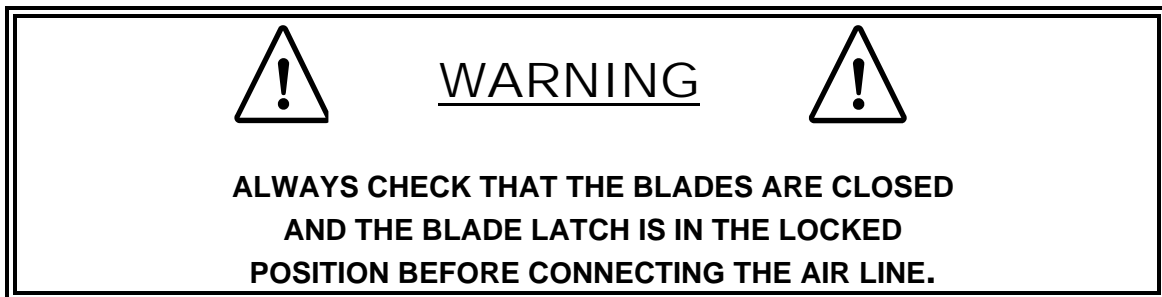 WARNING
ALWAYS CHECK THAT THE BLADES ARE CLOSED
AND THE BLADE LATCH IS IN THE LOCKED
POSITION BEFORE CONNECTING THE AIR LINE.